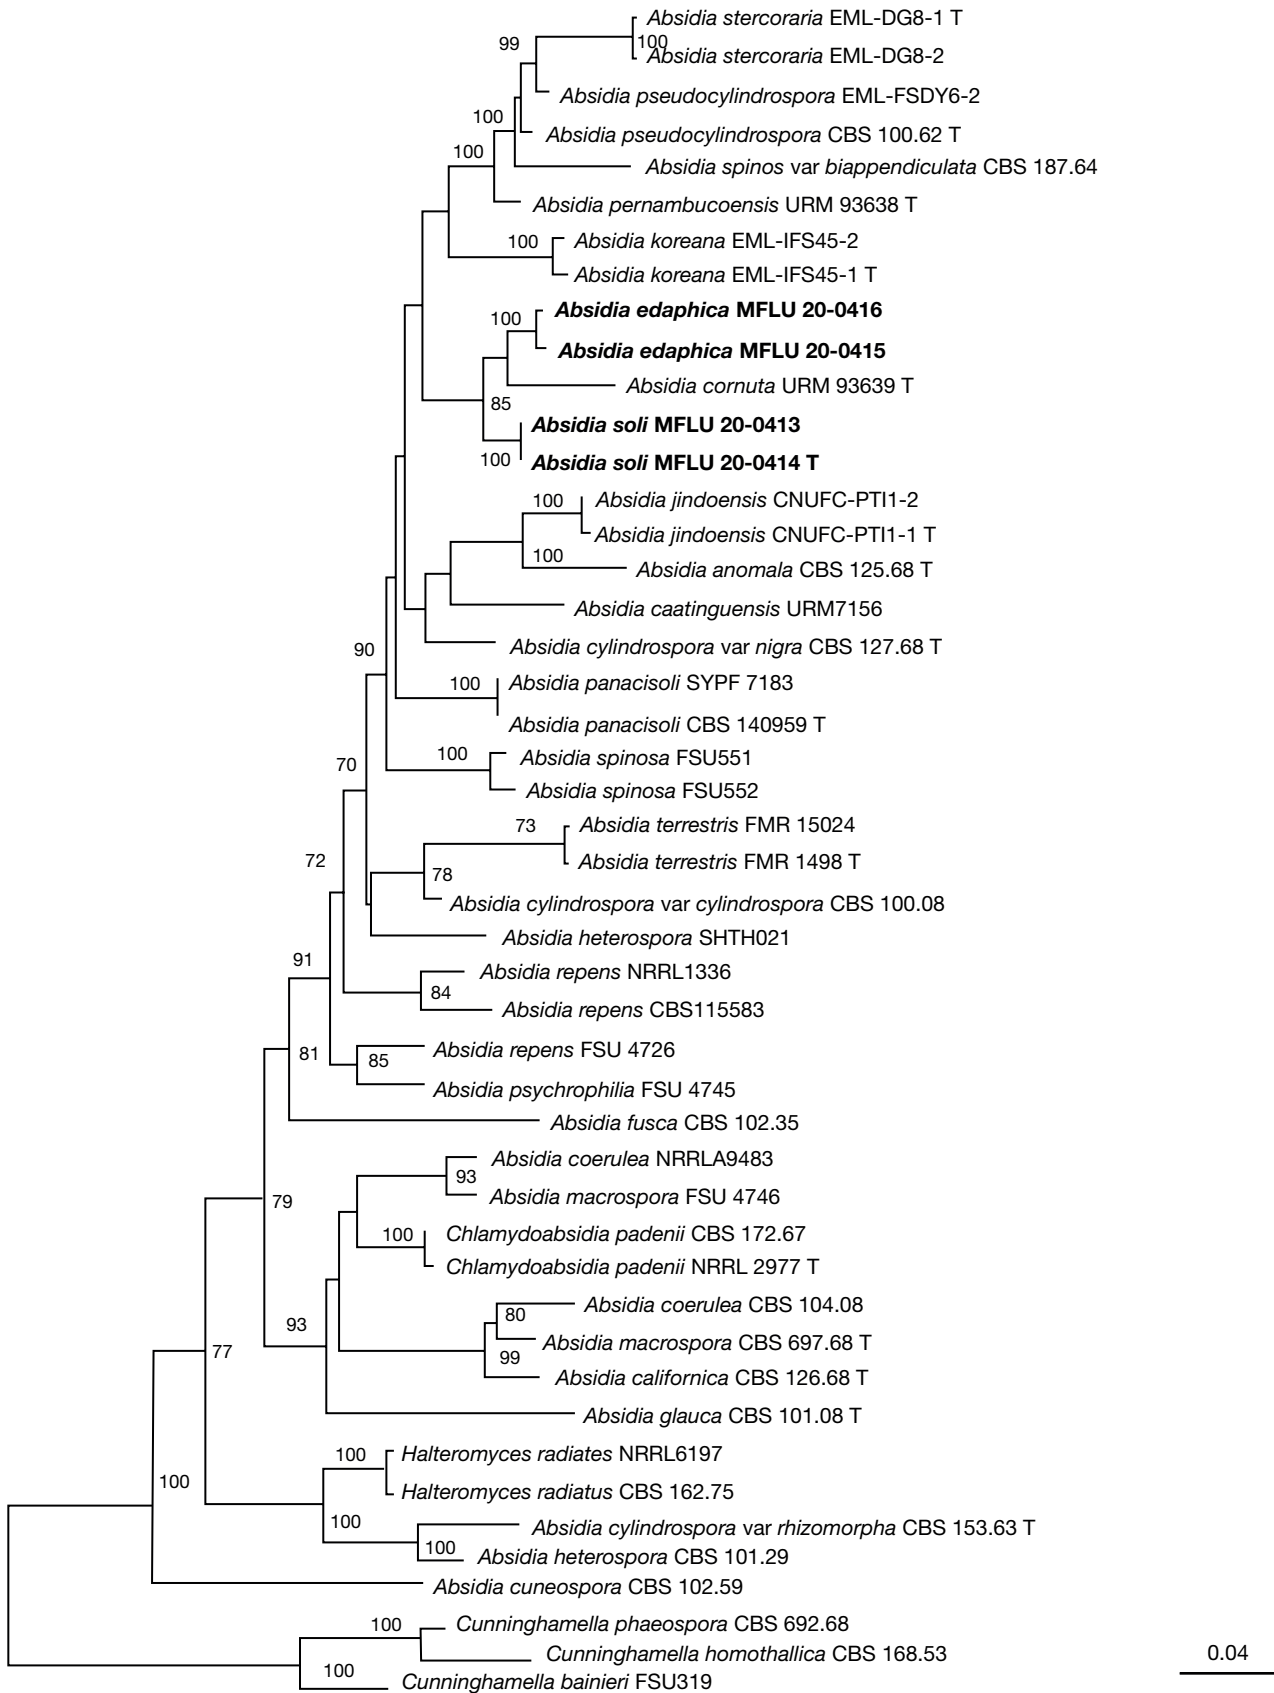 Absidia stercoraria EML-DG8-1 T
99
100
Absidia stercoraria EML-DG8-2
Absidia pseudocylindrospora EML-FSDY6-2
100
Absidia pseudocylindrospora CBS 100.62 T
100
Absidia spinos var biappendiculata CBS 187.64
Absidia pernambucoensis URM 93638 T
100
Absidia koreana EML-IFS45-2
Absidia koreana EML-IFS45-1 T
Absidia edaphica MFLU 20-0416
100
Absidia edaphica MFLU 20-0415
Absidia cornuta URM 93639 T
85
Absidia soli MFLU 20-0413
100
Absidia soli MFLU 20-0414 T
100
Absidia jindoensis CNUFC-PTI1-2
Absidia jindoensis CNUFC-PTI1-1 T
100
Absidia anomala CBS 125.68 T
Absidia caatinguensis URM7156
Absidia cylindrospora var nigra CBS 127.68 T
90
100
Absidia panacisoli SYPF 7183
Absidia panacisoli CBS 140959 T
100
Absidia spinosa FSU551
70
Absidia spinosa FSU552
73
Absidia terrestris FMR 15024
72
Absidia terrestris FMR 1498 T
78
Absidia cylindrospora var cylindrospora CBS 100.08
Absidia heterospora SHTH021
91
Absidia repens NRRL1336
84
Absidia repens CBS115583
81
85
Absidia repens FSU 4726
Absidia psychrophilia FSU 4745
Absidia fusca CBS 102.35
Absidia coerulea NRRLA9483
93
Absidia macrospora FSU 4746
79
100
Chlamydoabsidia padenii CBS 172.67
Chlamydoabsidia padenii NRRL 2977 T
Absidia coerulea CBS 104.08
93
80
Absidia macrospora CBS 697.68 T
77
99
Absidia californica CBS 126.68 T
Absidia glauca CBS 101.08 T
100
Halteromyces radiates NRRL6197
100
Halteromyces radiatus CBS 162.75
100
Absidia cylindrospora var rhizomorpha CBS 153.63 T
100
Absidia heterospora CBS 101.29
Absidia cuneospora CBS 102.59
100
Cunninghamella phaeospora CBS 692.68
Cunninghamella homothallica CBS 168.53
0.04
100
Cunninghamella bainieri FSU319